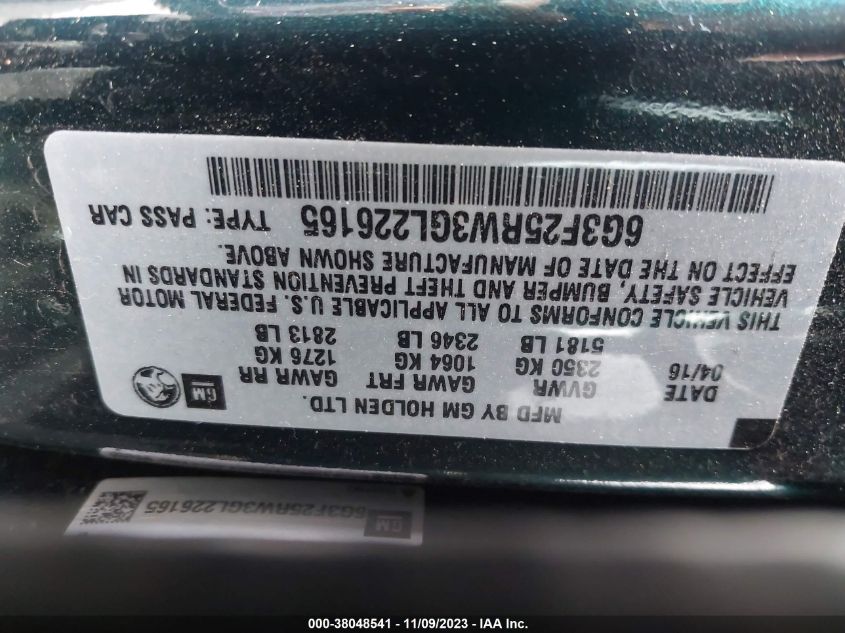 MFD BY GM HOLDEN LTD.
DATE GVWR GAWR FRT GAWR RR GM
04/16 2350 KG 1064 KG 1276 KG
5181 LB 2346 LB 2813 LB
THIS VEHICLE CONFORMS TO ALL APPLICABLE U.S. FEDERAL MOTOR
VEHICLE SAFETY, BUMPER AND THEFT PREVENTION STANDARDS IN
EFFECT ON THE DATE OF MANUFACTURE SHOWN ABOVE.
6G3F25RW3GL226165 TYPE: PASS CAR
GM 6G3F25RW3GL226165
000-38048541 - 11/09/2023 - IAA Inc.